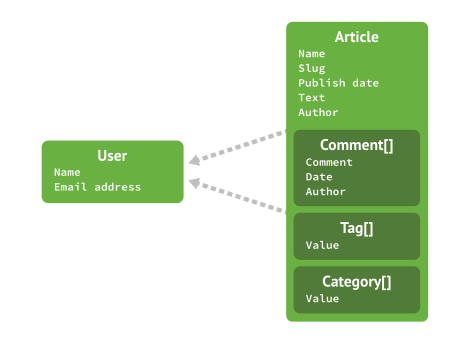 User
Name
Email address
Article
Name
Slug
Publish date
Text
Author
Comment[]
Comment
Date
Author
Tag[]
Value
Category[]
Value